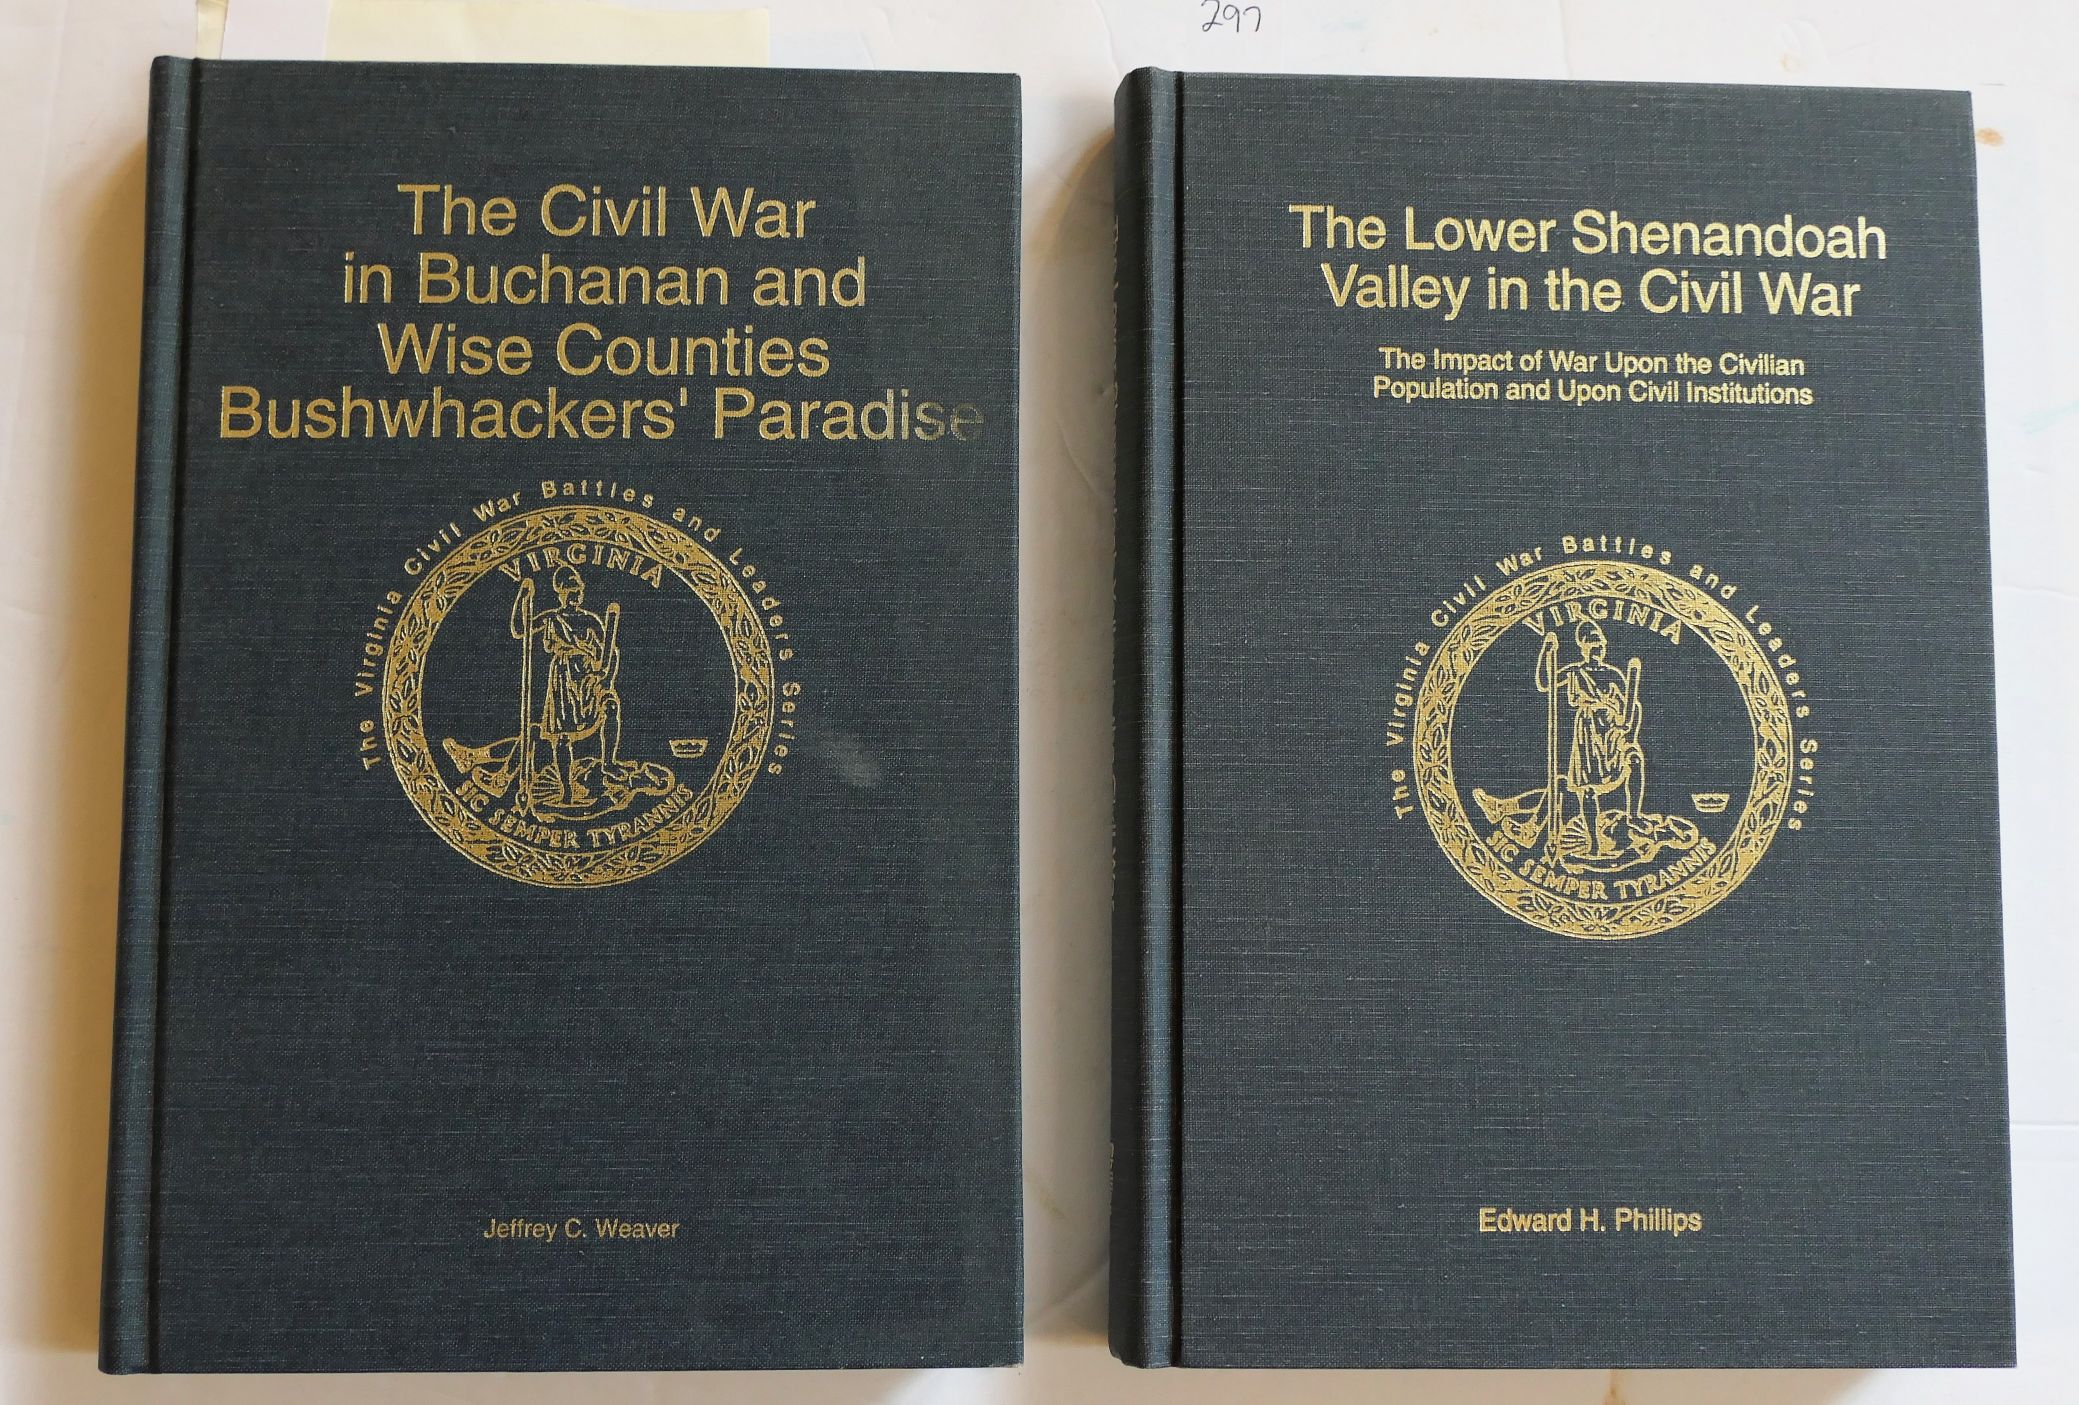 297
The Civil War
in Buchanan and
Wise Counties
Bushwhackers' Paradise
The Virginia Civil War Battles and Leaders Series
VIRGINIA
SIC SEMPER TYRANNIS
Jeffrey C. Weaver
The Lower Shenandoah
Valley in the Civil War
The Impact of War Upon the Civilian
Population and Upon Civil Institutions
The Virginia Civil War Battles and Leaders Series
VIRGINIA
SIC SEMPER TYRANNIS
Edward H. Phillips